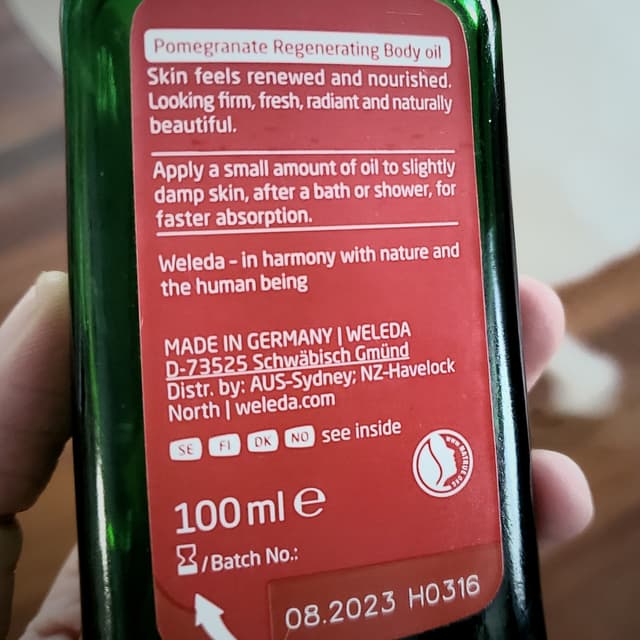 Pomegranate Regenerating Body oil
Skin feels renewed and nourished.
Looking firm, fresh, radiant and naturally
beautiful.
Apply a small amount of oil to slightly
damp skin, after a bath or shower, for
faster absorption.
Weleda – in harmony with nature and
the human being
MADE IN GERMANY | WELEDA
D-73525 Schwäbisch Gmünd
Distr. by: AUS-Sydney; NZ-Havelock
North | weleda.com
SE FI DK NO see inside
www.natrue.org
100 ml e
/Batch No.:
08.2023 H0316